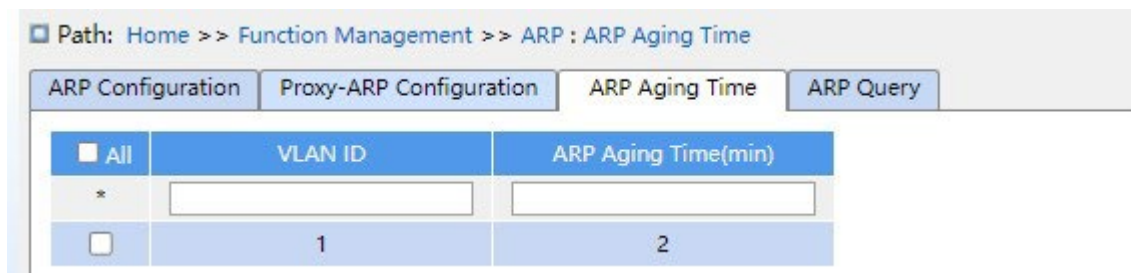 Path: Home >> Function Management >> ARP : ARP Aging Time
ARP Configuration Proxy-ARP Configuration ARP Aging Time ARP Query
All VLAN ID ARP Aging Time(min)
*
1 2